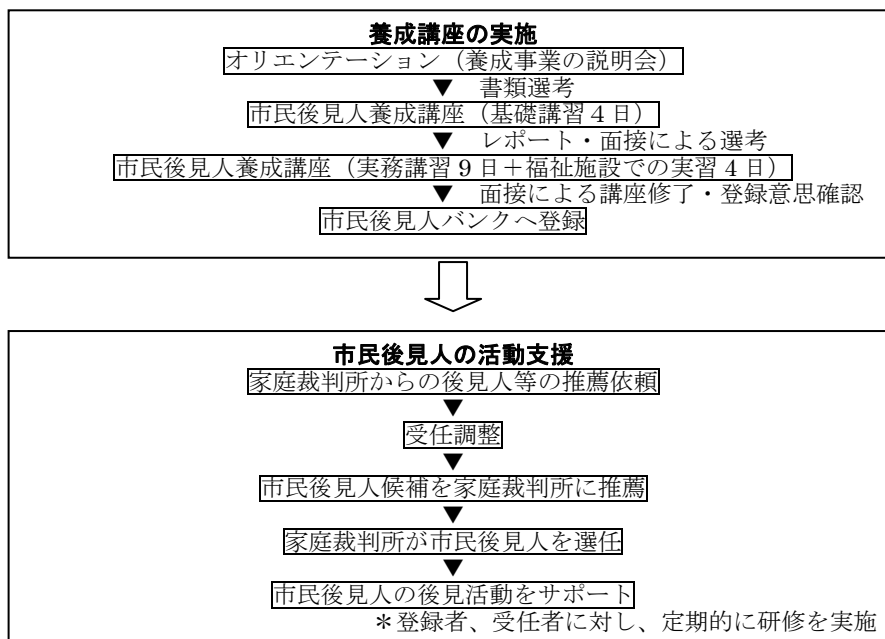 養成講座の実施
オリエンテーション（養成事業の説明会）
▼　書類選考
市民後見人養成講座（基礎講習４日）
▼　レポート・面接による選考
市民後見人養成講座（実務講習９日＋福祉施設での実習４日）
▼　面接による講座修了・登録意思確認
市民後見人バンクへ登録
市民後見人の活動支援
家庭裁判所からの後見人等の推薦依頼
▼
受任調整
▼
市民後見人候補を家庭裁判所に推薦
▼
家庭裁判所が市民後見人を選任
▼
市民後見人の後見活動をサポート
＊登録者、受任者に対し、定期的に研修を実施